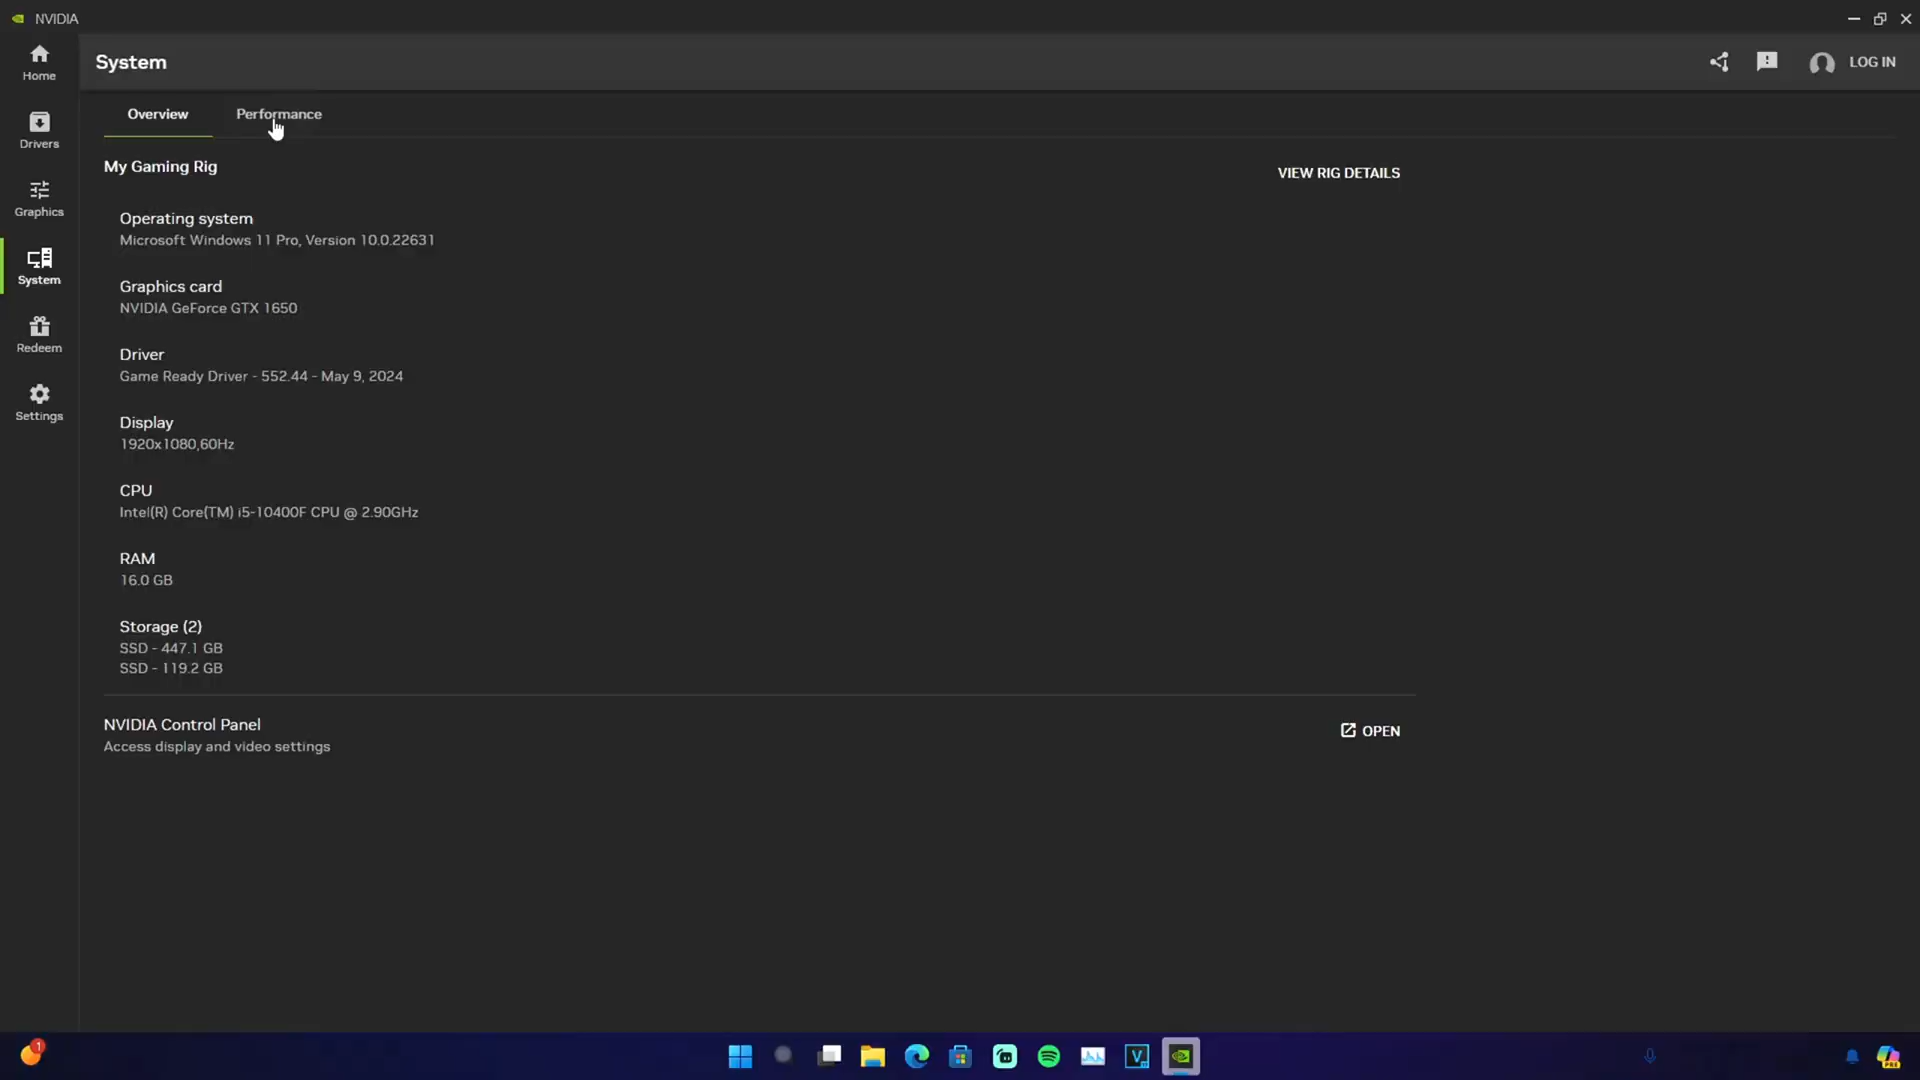 NVIDIA
Home
Drivers
Graphics
System
Redeem
Settings
System
LOG IN
Overview
Performance
My Gaming Rig
VIEW RIG DETAILS
Operating system
Microsoft Windows 11 Pro, Version 10.0.22631
Graphics card
NVIDIA GeForce GTX 1650
Driver
Game Ready Driver - 552.44 - May 9, 2024
Display
1920x1080,60Hz
CPU
Intel(R) Core(TM) i5-10400F CPU @ 2.90GHz
RAM
16.0 GB
Storage (2)
SSD - 447.1 GB
SSD - 119.2 GB
NVIDIA Control Panel
Access display and video settings
OPEN
1
V
PRE